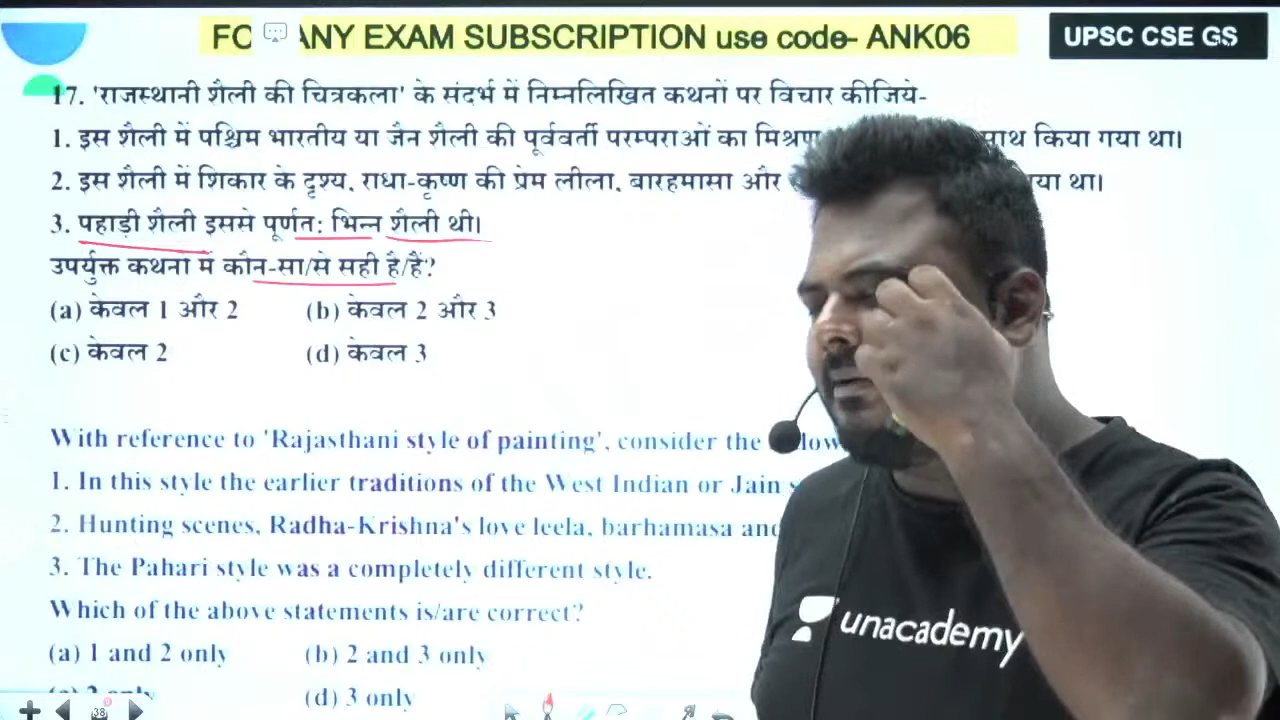 FO ANY EXAM SUBSCRIPTION use code- ANK06
UPSC CSE GS
17. 'राजस्थानी शैली की चित्रकला' के संदर्भ में निम्नलिखित कथनों पर विचार कीजिये-
1. इस शैली में पश्चिम भारतीय या जैन शैली की पूर्ववर्ती परम्पराओं का किया गया था।
2. इस शैली में शिकार के दृश्य, राधा-कृष्ण की प्रेम लीला, बारहमासा और था।
3. पहाड़ी शैली इससे पूर्णत: भिन्न शैली थी।
उपर्युक्त कथनों में कौन-सा/से सही है/हैं?
(a) केवल 1 और 2 (b) केवल 2 और 3
(c) केवल 2 (d) केवल 3
With reference to 'Rajasthani style of painting', consider the
1. In this style the earlier traditions of the West Indian or Jain
2. Hunting scenes, Radha-Krishna's love leela, barhamasa and
3. The Pahari style was a completely different style.
Which of the above statements is/are correct?
(a) 1 and 2 only (b) 2 and 3 only
(c) 2 only (d) 3 only
38
unacademy